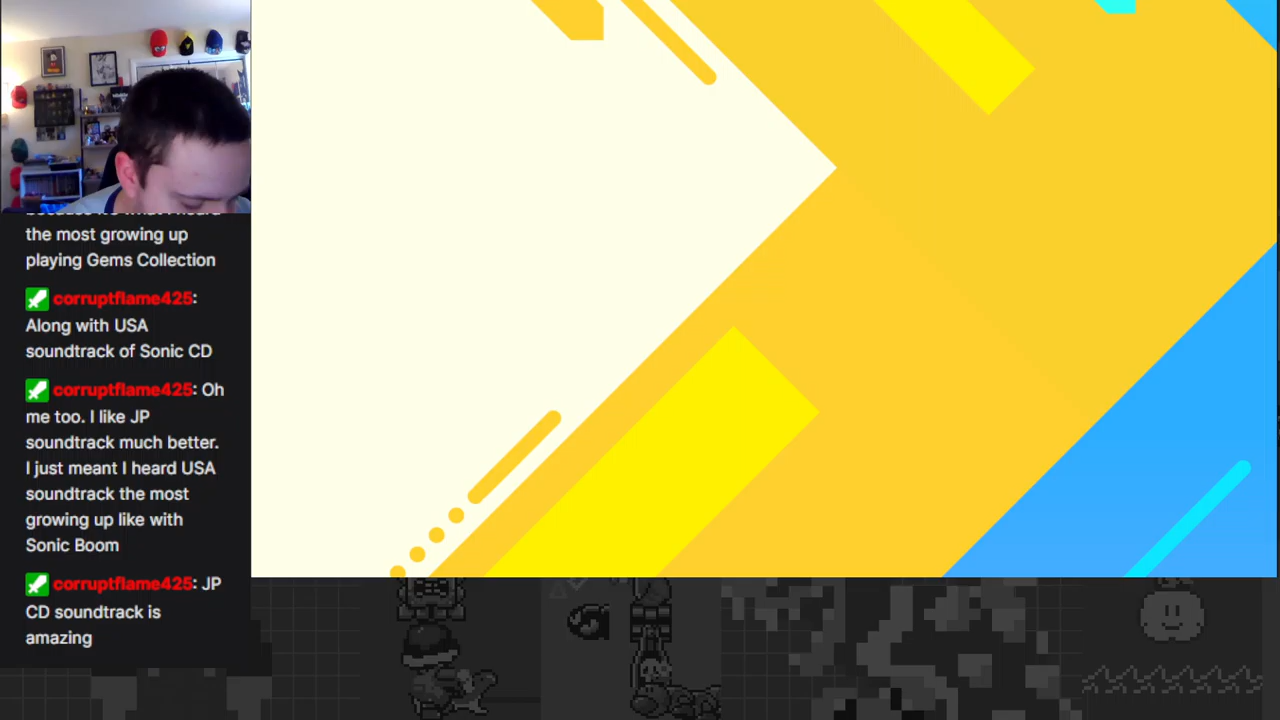 the most growing up
playing Gems Collection
corruptflame425:
Along with USA
soundtrack of Sonic CD
corruptflame425: Oh
me too. I like JP
soundtrack much better.
I just meant I heard USA
soundtrack the most
growing up like with
Sonic Boom
corruptflame425: JP
CD soundtrack is
amazing